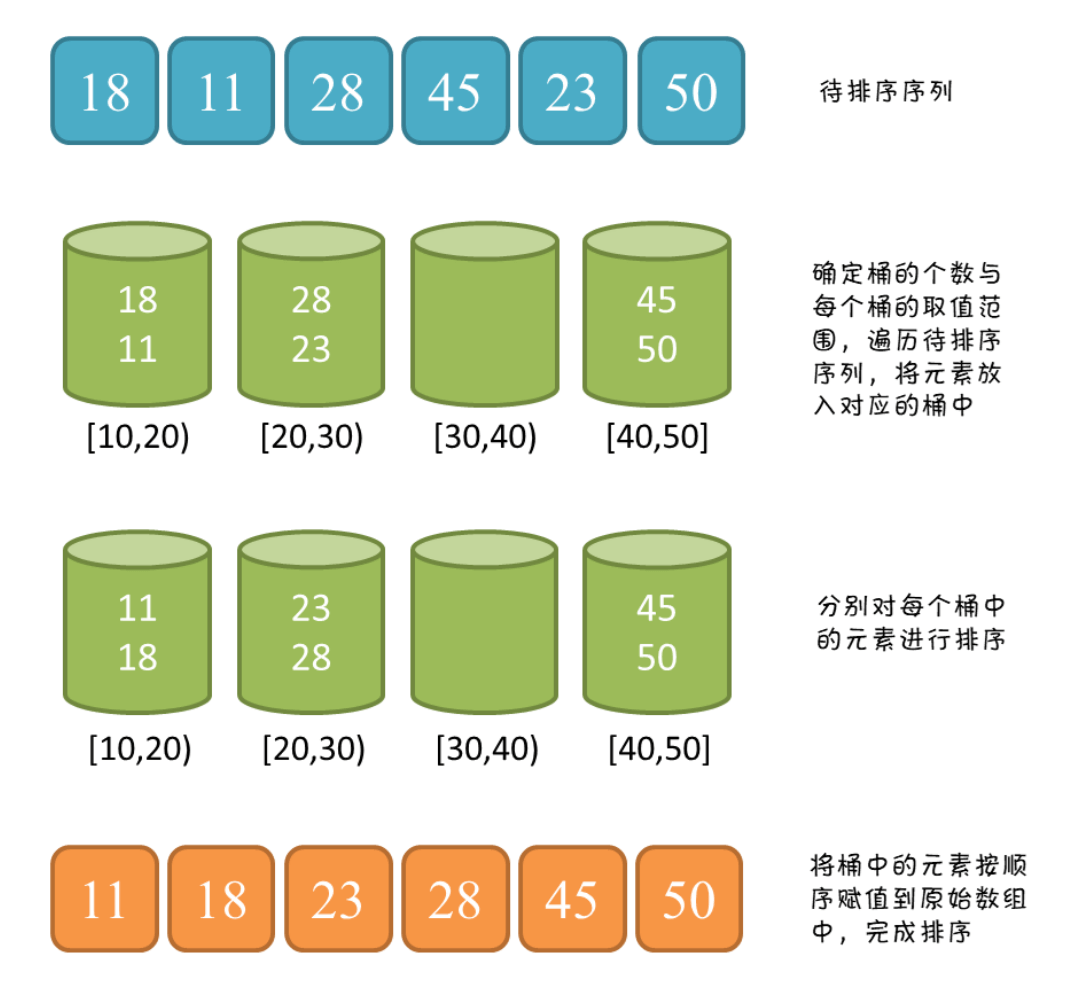 18 11 28 45 23 50
待排序序列
18 28 45
11 23 50
[10,20) [20,30) [30,40) [40,50]
确定桶的个数与
每个桶的取值范
围，遍历待排序
序列，将元素放
入对应的桶中
11 23 45
18 28 50
[10,20) [20,30) [30,40) [40,50]
分别对每个桶中
的元素进行排序
11 18 23 28 45 50
将桶中的元素按顺
序赋值到原始数组
中，完成排序